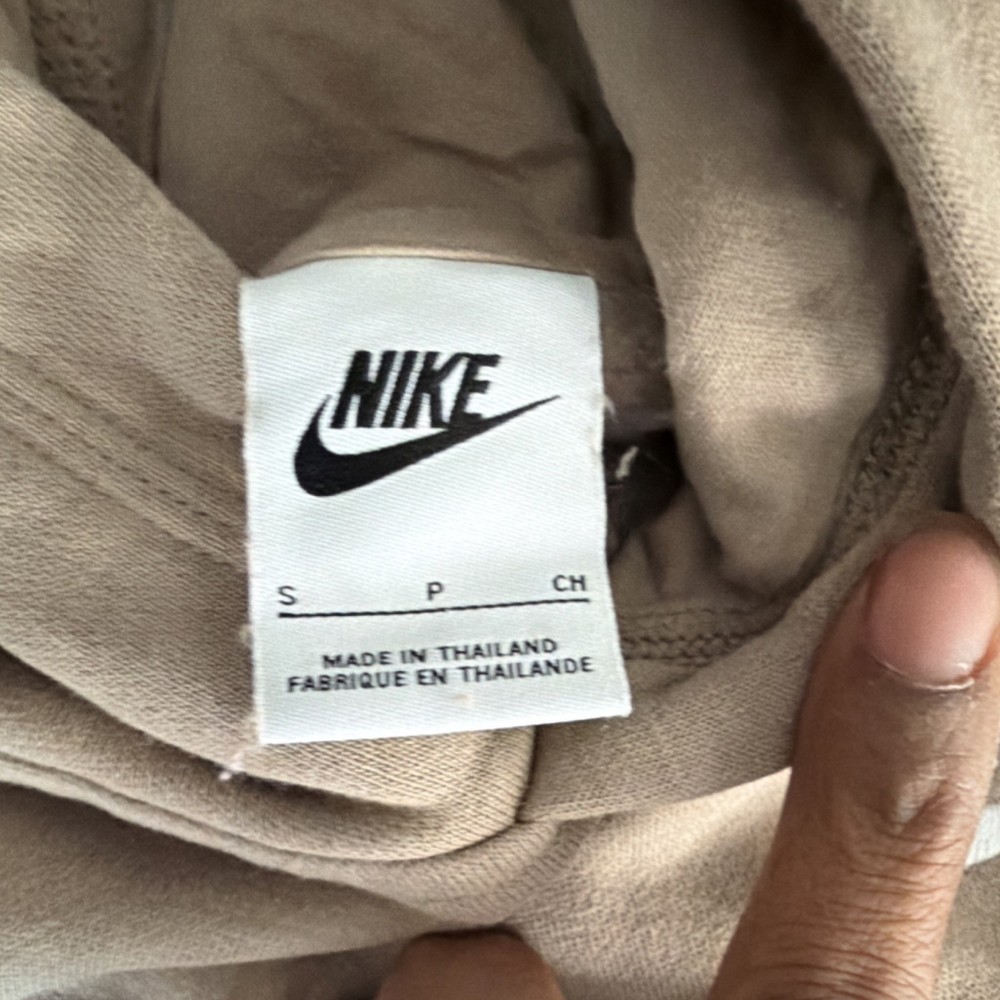 NIKE
S P CH
MADE IN THAILAND
FABRIQUE EN THAILANDE